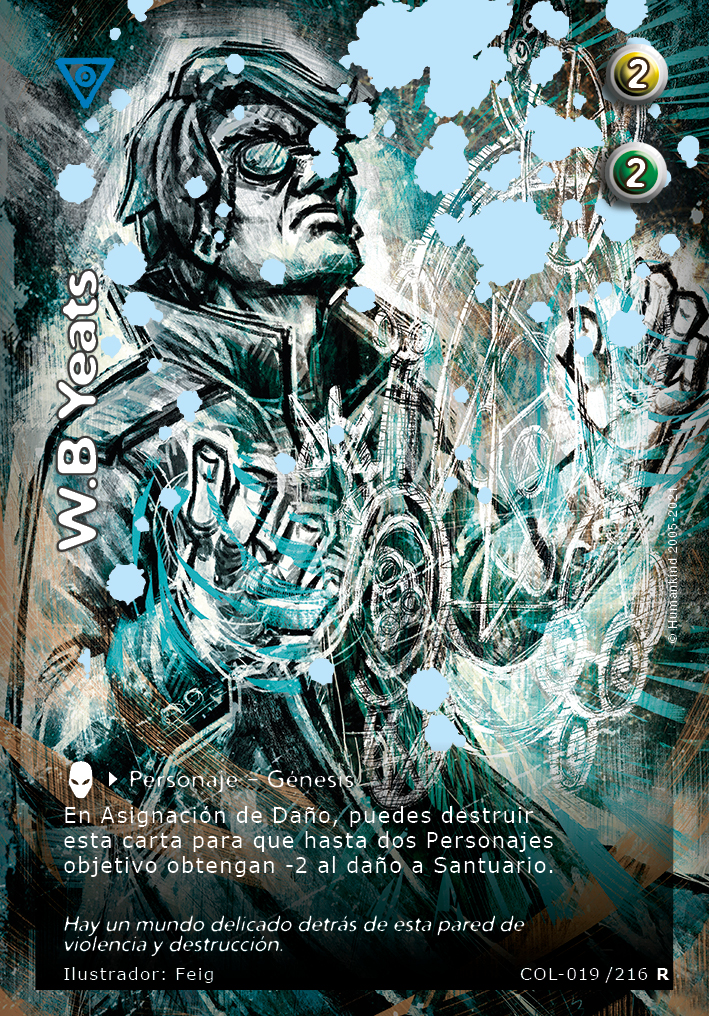 2
2
W.B Yeats
© Humankind 2005-202
Personaje - Génesis
En Asignación de Daño, puedes destruir
esta carta para que hasta dos Personajes
objetivo obtengan -2 al daño a Santuario.
Hay un mundo delicado detrás de esta pared de
violencia y destrucción.
Ilustrador: Feig
COL-019 /216 R